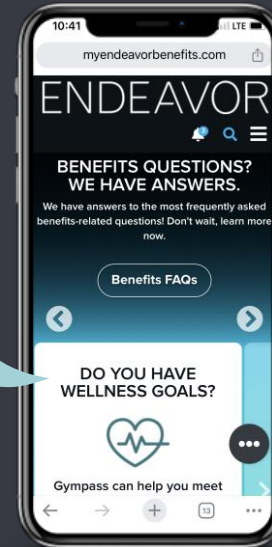 10:41
LTE
myendeavorbenefits.com
ENDEAVOR
BENEFITS QUESTIONS?
WE HAVE ANSWERS.
We have answers to the most frequently asked
benefits-related questions! Don't wait, learn more
now.
Benefits FAQs
DO YOU HAVE
WELLNESS GOALS?
Gympass can help you meet
13